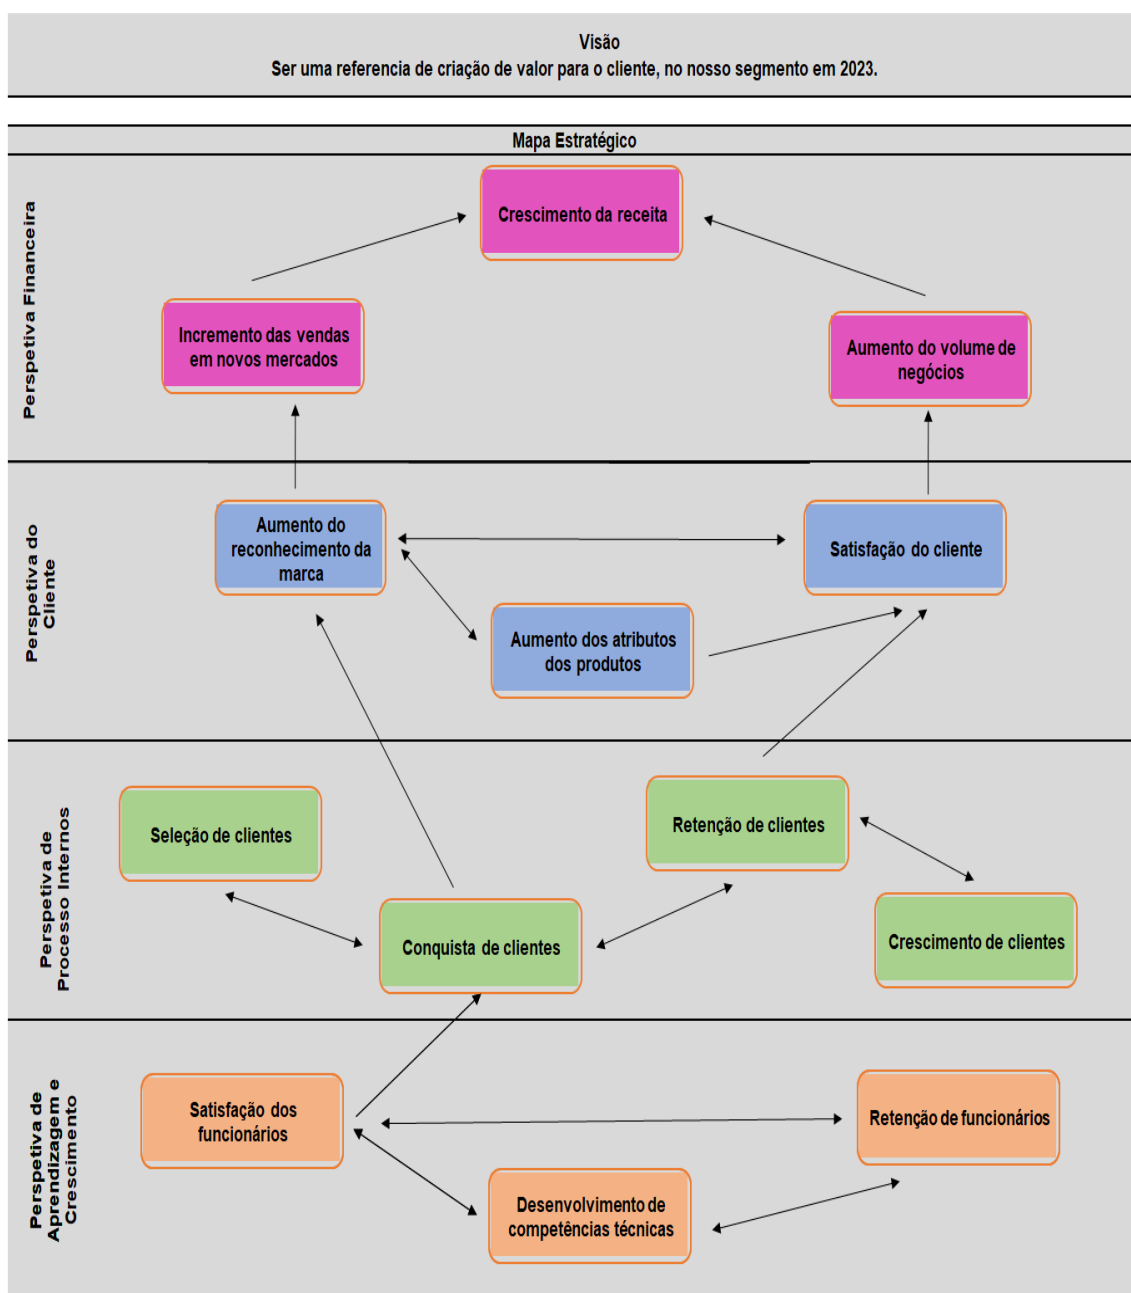 Visão
Ser uma referencia de criação de valor para o cliente, no nosso segmento em 2023.
Mapa Estratégico
Perspetiva Financeira
Crescimento da receita
Incremento das vendas
em novos mercados
Aumento do volume de
negócios
Perspetiva do
Cliente
Aumento do
reconhecimento da
marca
Satisfação do cliente
Aumento dos atributos
dos produtos
Perspetiva de
Processo Internos
Seleção de clientes
Retenção de clientes
Conquista de clientes
Crescimento de clientes
Perspetiva de
Aprendizagem e
Crescimento
Satisfação dos
funcionários
Retenção de funcionários
Desenvolvimento de
competências técnicas